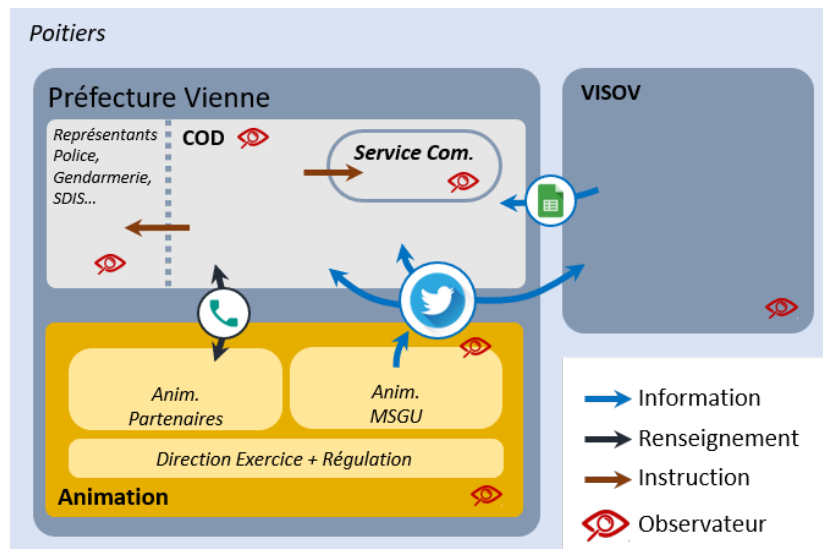 Poitiers
Préfecture Vienne
VISOV
Représentants
Police,
Gendarmerie,
SDIS...
COD
Service Com.
Anim.
Partenaires
Anim.
MSGU
Direction Exercice + Régulation
Animation
Information
Renseignement
Instruction
Observateur